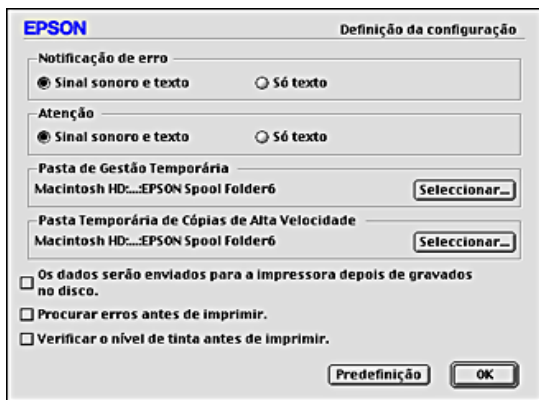 EPSON Definição da configuração
Notificação de erro
Sinal sonoro e texto Só texto
Atenção
Sinal sonoro e texto Só texto
Pasta de Gestão Temporária
Macintosh HD:...:EPSON Spool Folder6 Seleccionar...
Pasta Temporária de Cópias de Alta Velocidade
Macintosh HD:...:EPSON Spool Folder6 Seleccionar...
Os dados serão enviados para a impressora depois de gravados
no disco.
Procurar erros antes de imprimir.
Verificar o nível de tinta antes de imprimir.
Predefinição OK